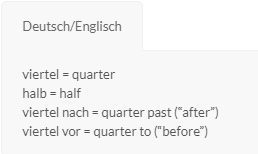 Deutsch/Englisch
viertel = quarter
halb = half
viertel nach = quarter past (“after”)
viertel vor = quarter to (“before”)